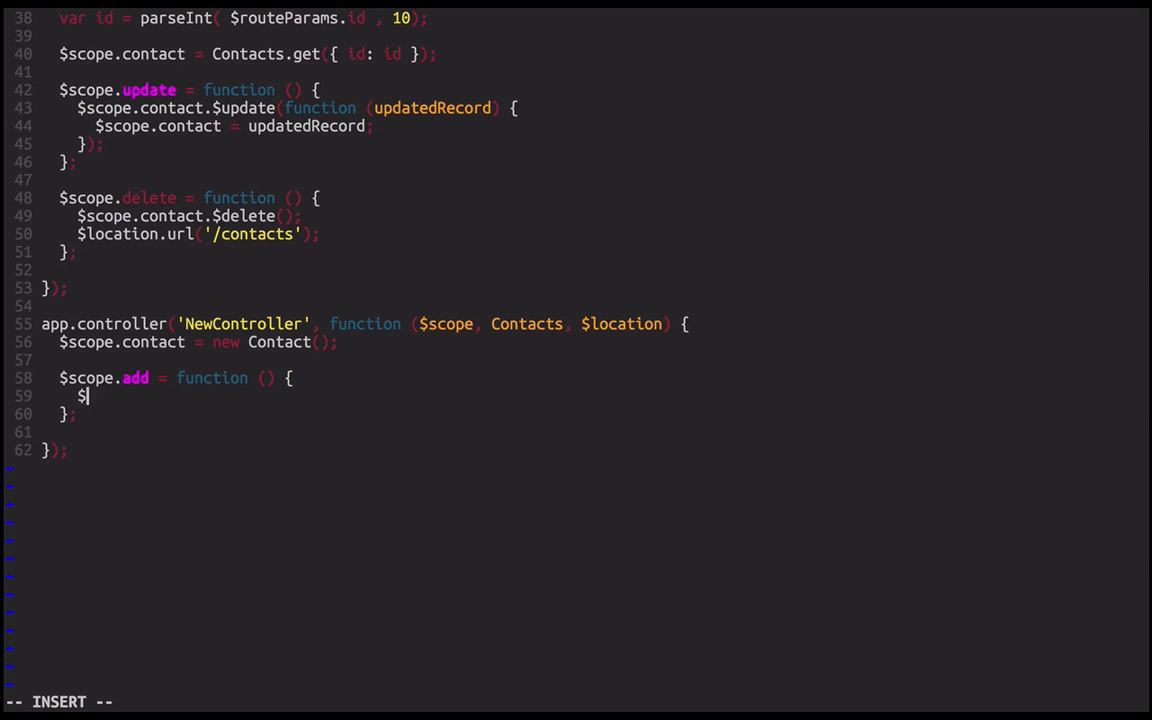 38 var id = parseInt( $routeParams.id , 10);
39
40 $scope.contact = Contacts.get({ id: id });
41
42 $scope.update = function () {
43 $scope.contact.$update(function (updatedRecord) {
44 $scope.contact = updatedRecord;
45 });
46 };
47
48 $scope.delete = function () {
49 $scope.contact.$delete();
50 $location.url('/contacts');
51 };
52
53 });
54
55 app.controller('NewController', function ($scope, Contacts, $location) {
56 $scope.contact = new Contact();
57
58 $scope.add = function () {
59 $
60 };
61
62 });
~
~
~
~
~
~
~
~
~
~
~
~
~
-- INSERT --